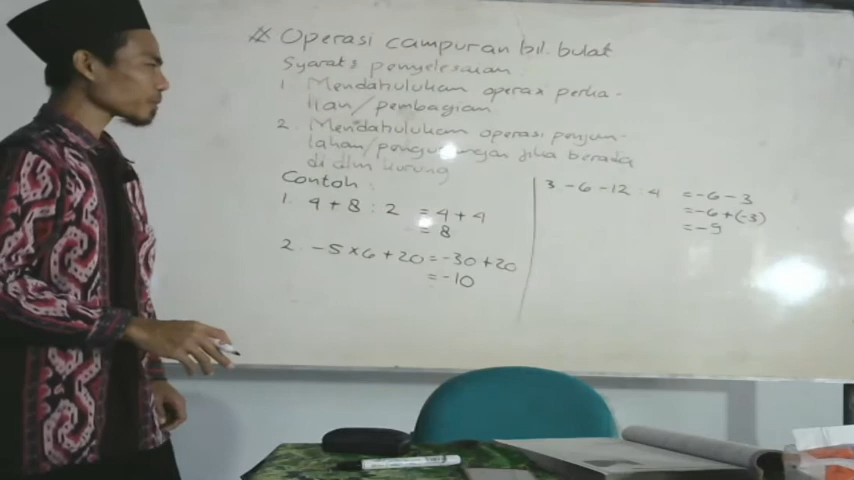 Operasi campuran bil. bulat
Syarat2 penyelesaian
1. Mendahulukan operasi perka-
lian/pembagian
2. Mendahulukan operasi penjum-
lahan/pengurangan jika berada
di dlm kurung
Contoh :
1. 4 + 8 : 2 = 4 + 4
= 8
2. -5 × 6 + 20 = -30 + 20
= -10
3. -6 - 12 : 4 = -6 - 3
= -6 + (-3)
= -9